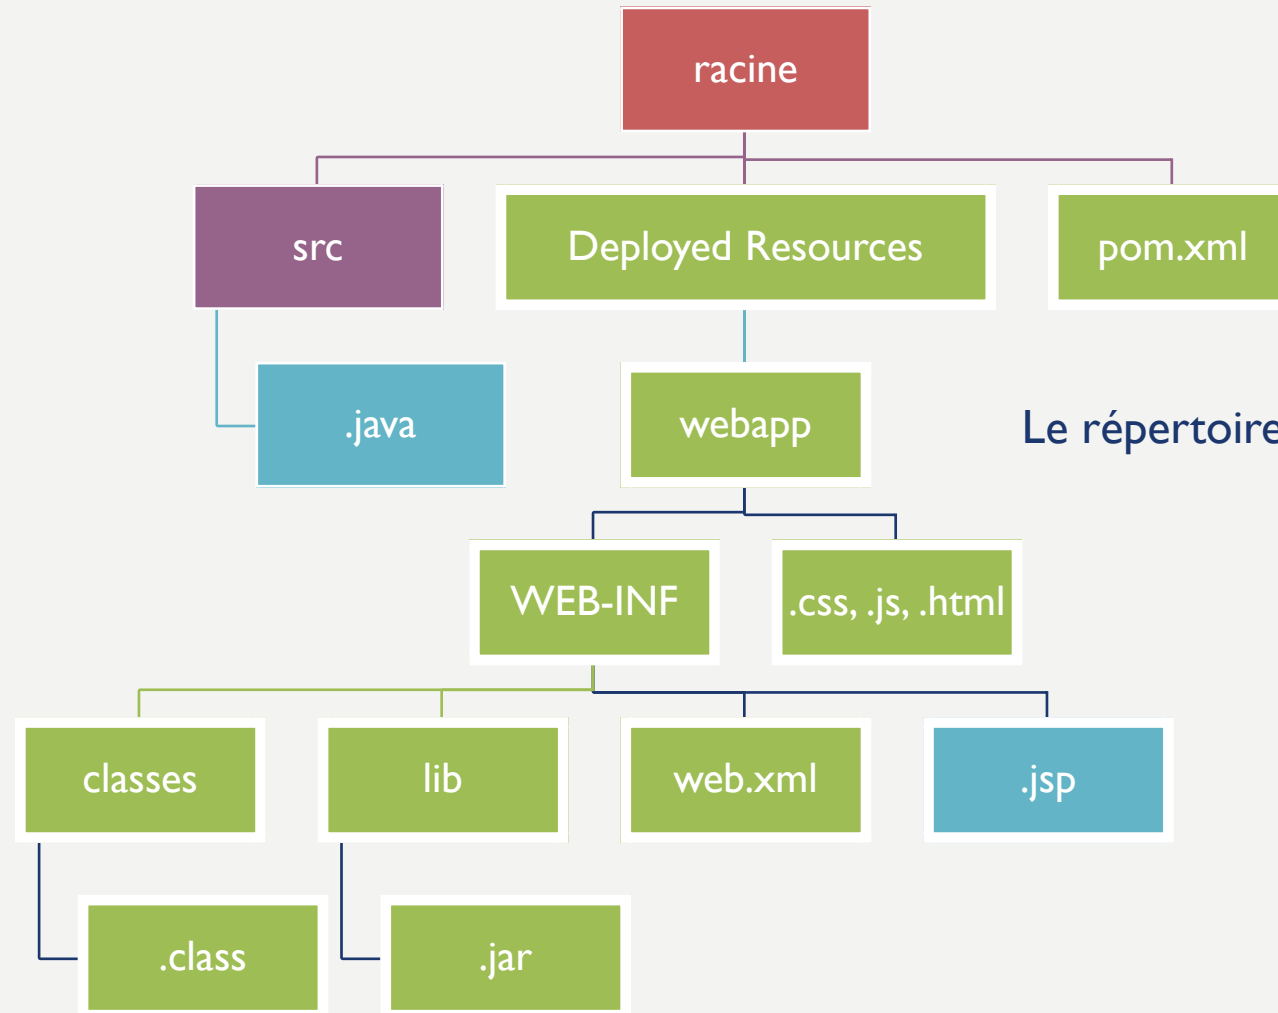 racine
src
Deployed Resources
pom.xml
.java
webapp
Le répertoire
WEB-INF
.css, .js, .html
classes
lib
web.xml
.jsp
.class
.jar